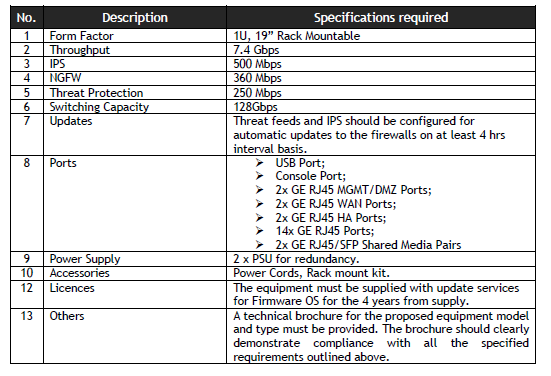 No. Description Specifications required
1 Form Factor 1U, 19” Rack Mountable
2 Throughput 7.4 Gbps
3 IPS 500 Mbps
4 NGFW 360 Mbps
5 Threat Protection 250 Mbps
6 Switching Capacity 128Gbps
7 Updates Threat feeds and IPS should be configured for
automatic updates to the firewalls on at least 4 hrs
interval basis.
8 Ports ➢ USB Port;
➢ Console Port;
➢ 2x GE RJ45 MGMT/DMZ Ports;
➢ 2x GE RJ45 WAN Ports;
➢ 2x GE RJ45 HA Ports;
➢ 14x GE RJ45 Ports;
➢ 2x GE RJ45/SFP Shared Media Pairs
9 Power Supply 2 x PSU for redundancy.
10 Accessories Power Cords, Rack mount kit.
12 Licences The equipment must be supplied with update services
for Firmware OS for the 4 years from supply.
13 Others A technical brochure for the proposed equipment model
and type must be provided. The brochure should clearly
demonstrate compliance with all the specified
requirements outlined above.